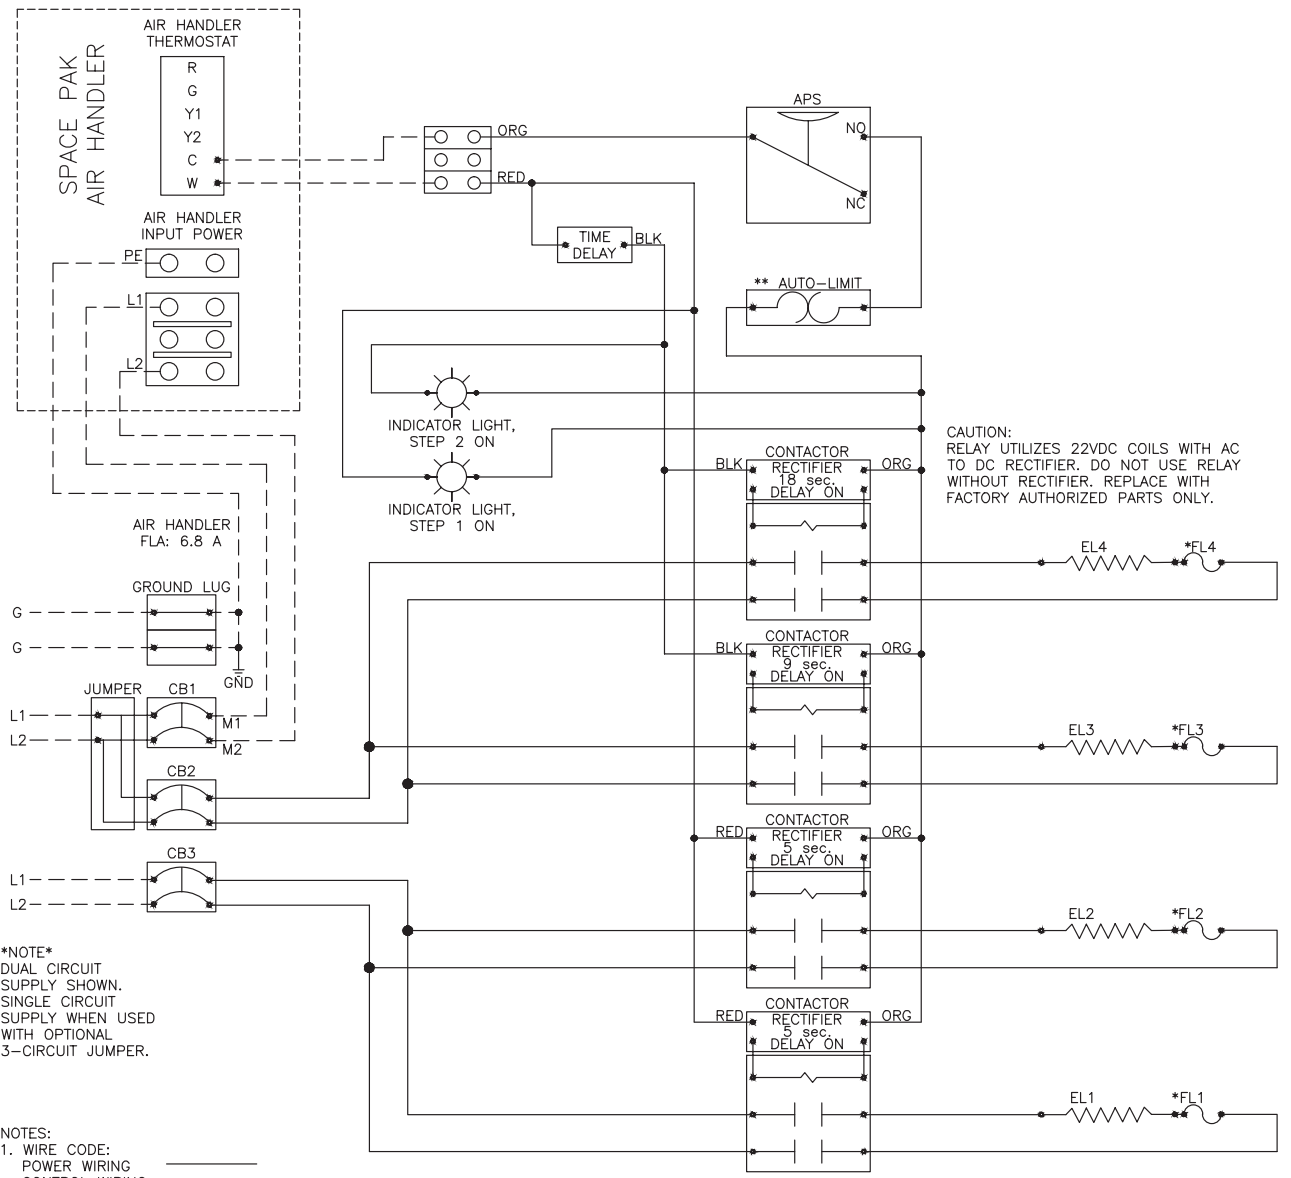 AIR HANDLER
THERMOSTAT
SPACE PAK
AIR HANDLER
R
G
Y1
Y2
C
W
AIR HANDLER
INPUT POWER
PE
L1
L2
ORG
RED
TIME
DELAY
BLK
APS
NO
NC
** AUTO-LIMIT
INDICATOR LIGHT,
STEP 2 ON
INDICATOR LIGHT,
STEP 1 ON
CAUTION:
RELAY UTILIZES 22VDC COILS WITH AC
TO DC RECTIFIER. DO NOT USE RELAY
WITHOUT RECTIFIER. REPLACE WITH
FACTORY AUTHORIZED PARTS ONLY.
CONTACTOR
BLK
RECTIFIER
ORG
18 sec.
DELAY ON
EL4
*FL4
CONTACTOR
BLK
RECTIFIER
ORG
9 sec.
DELAY ON
EL3
*FL3
CONTACTOR
RED
RECTIFIER
ORG
5 sec.
DELAY ON
EL2
*FL2
CONTACTOR
RED
RECTIFIER
ORG
5 sec.
DELAY ON
EL1
*FL1
AIR HANDLER
FLA: 6.8 A
GROUND LUG
G
G
GND
JUMPER
CB1
L1
L2
M1
M2
CB2
CB3
L1
L2
*NOTE*
DUAL CIRCUIT
SUPPLY SHOWN.
SINGLE CIRCUIT
SUPPLY WHEN USED
WITH OPTIONAL
3-CIRCUIT JUMPER.
NOTES:
1. WIRE CODE:
POWER WIRING